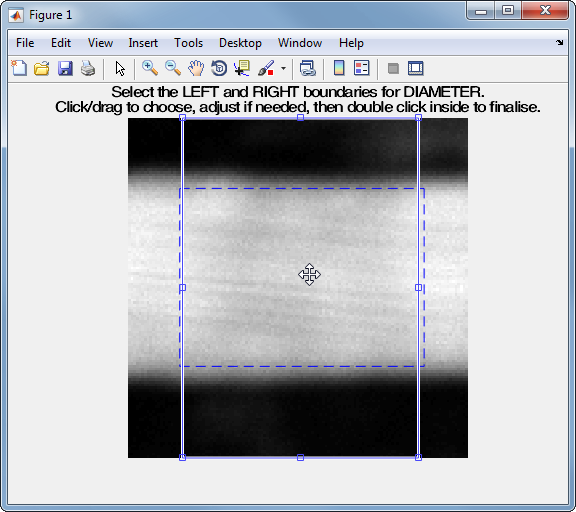 Figure 1
File Edit View Insert Tools Desktop Window Help
Select the LEFT and RIGHT boundaries for DIAMETER.
Click/drag to choose, adjust if needed, then double click inside to finalise.